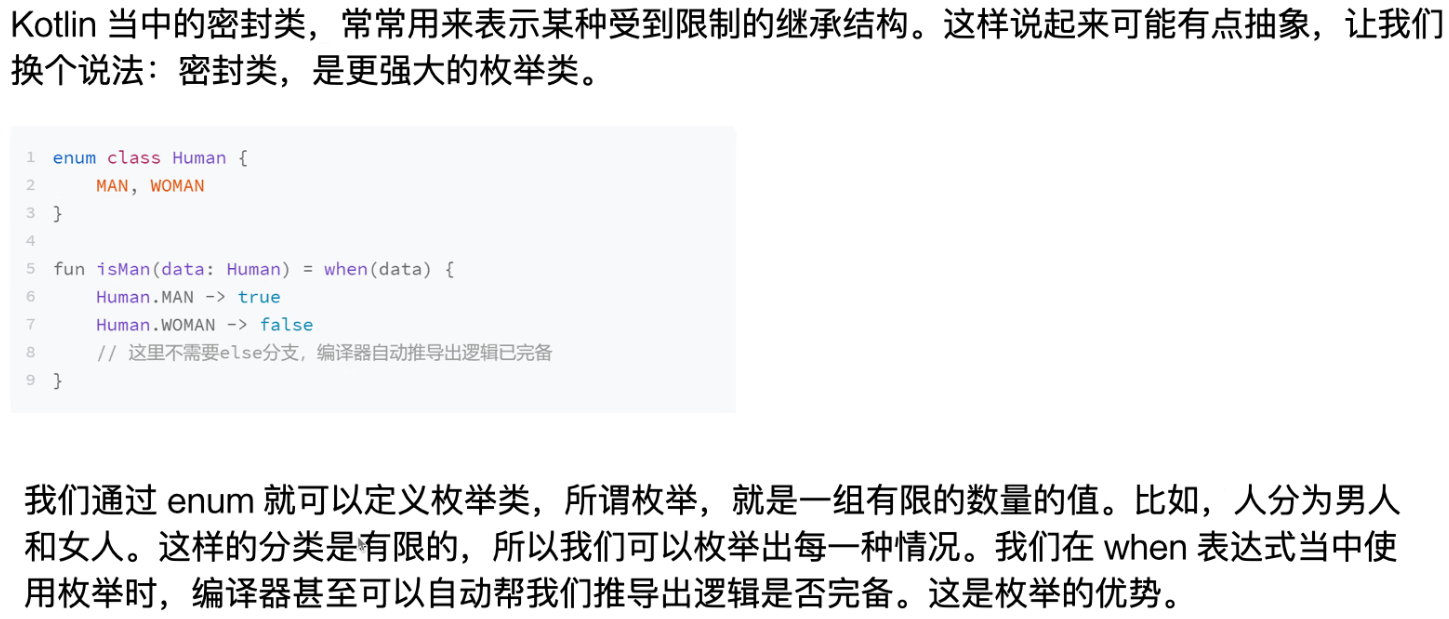 Kotlin 当中的密封类，常常用来表示某种受到限制的继承结构。这样说起来可能有点抽象，让我们
换个说法：密封类，是更强大的枚举类。
1 enum class Human {
2     MAN, WOMAN
3 }
4
5 fun isMan(data: Human) = when(data) {
6     Human.MAN -> true
7     Human.WOMAN -> false
8     // 这里不需要else分支，编译器自动推导出逻辑已完备
9 }
我们通过 enum 就可以定义枚举类，所谓枚举，就是一组有限的数量的值。比如，人分为男人
和女人。这样的分类是有限的，所以我们可以枚举出每一种情况。我们在 when 表达式当中使
用枚举时，编译器甚至可以自动帮我们推导出逻辑是否完备。这是枚举的优势。